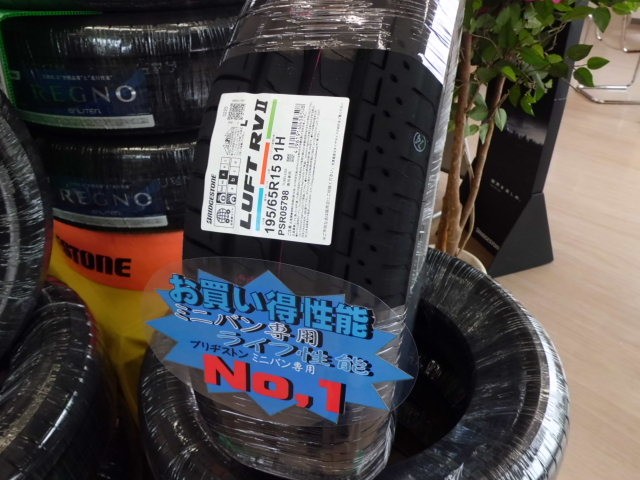 REGNO
REGNO
STONE
BRIDGESTONE
LUFT RV II
195/65R15 91H
PSR05798
お買い得性能
ミニバン専用
ライフ性能
ブリヂストン ミニバン専用
No,1